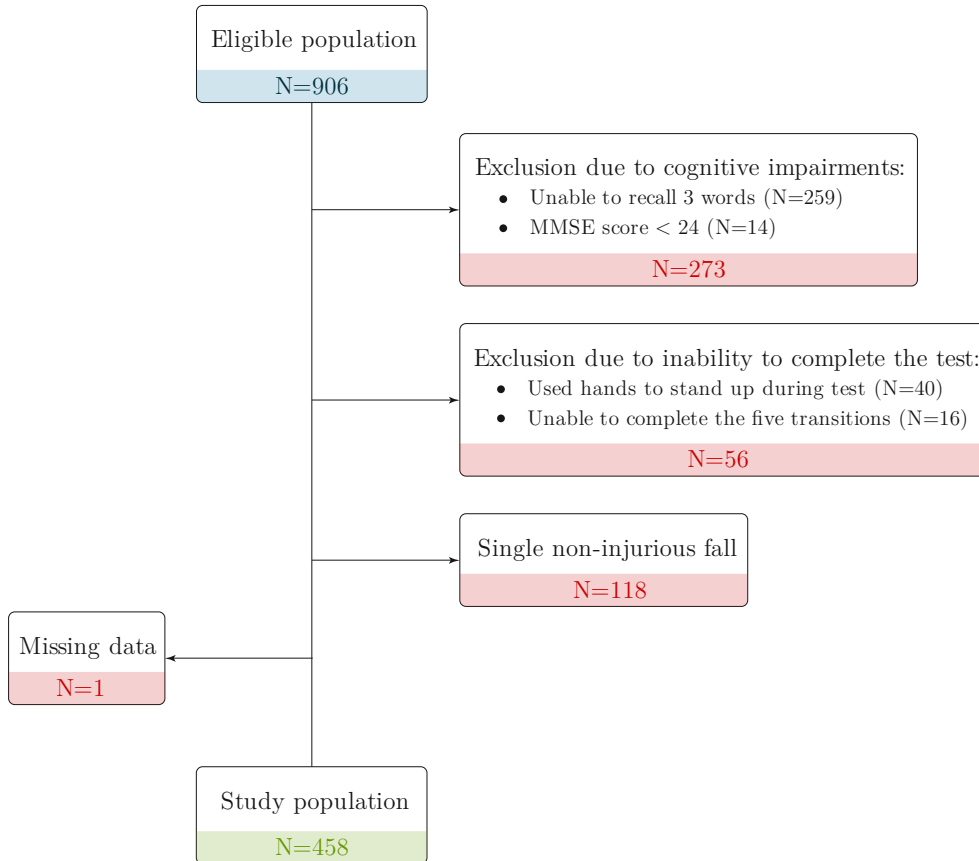 Eligible population
N=906
Exclusion due to cognitive impairments:
• Unable to recall 3 words (N=259)
• MMSE score < 24 (N=14)
N=273
Exclusion due to inability to complete the test:
• Used hands to stand up during test (N=40)
• Unable to complete the five transitions (N=16)
N=56
Single non-injurious fall
N=118
Missing data
N=1
Study population
N=458